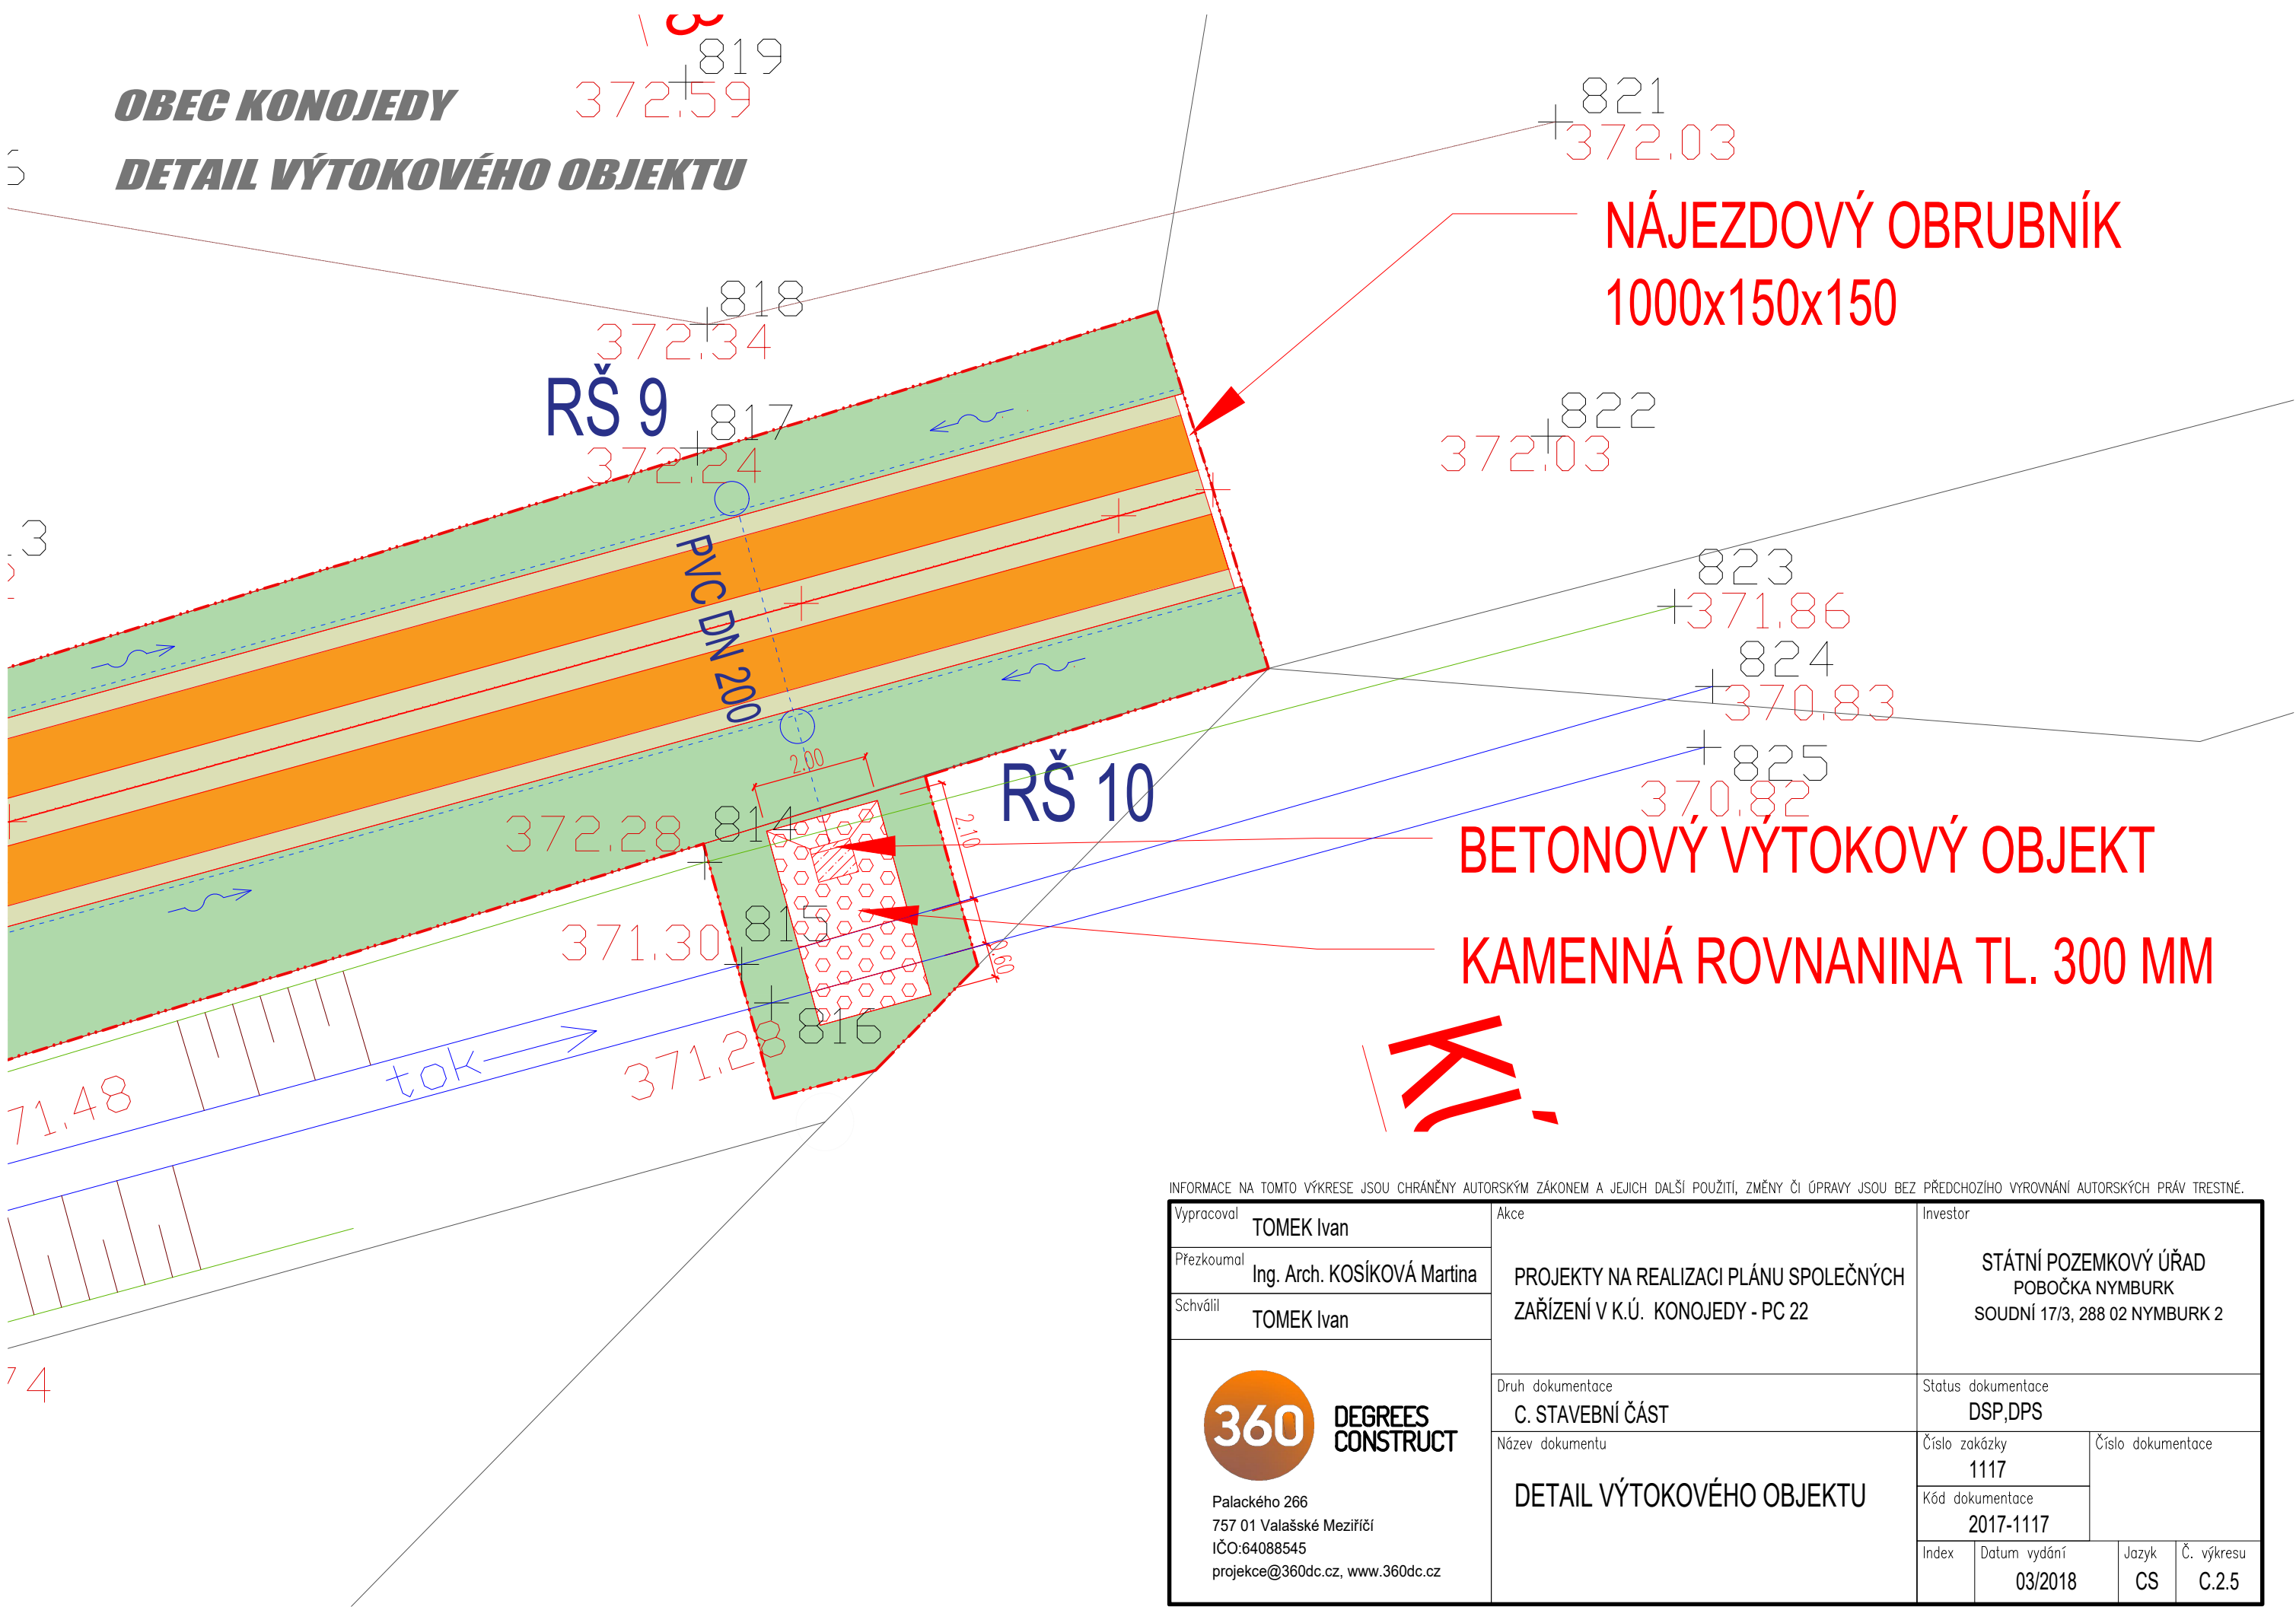 819
372.59
OBEC KONOJEDY
DETAIL VÝTOKOVÉHO OBJEKTU
821
372.03
NÁJEZDOVÝ OBRUBNÍK
1000x150x150
818
372.34
RŠ 9
817
372.24
822
372.03
PVC DN 200
823
371.86
824
370.83
825
370.82
2.00
RŠ 10
2.10
372.28
814
BETONOVÝ VÝTOKOVÝ OBJEKT
371.30
815
KAMENNÁ ROVNANINA TL. 300 MM
816
371.28
tok
71.48
74
INFORMACE NA TOMTO VÝKRESE JSOU CHRÁNĚNY AUTORSKÝM ZÁKONEM A JEJICH DALŠÍ POUŽITÍ, ZMĚNY ČI ÚPRAVY JSOU BEZ PŘEDCHOZÍHO VYROVNÁNÍ AUTORSKÝCH PRÁV TRESTNÉ.
Vypracoval
TOMEK Ivan
Přezkoumal
Ing. Arch. KOSÍKOVÁ Martina
Schválil
TOMEK Ivan
360 DEGREES
CONSTRUCT
Palackého 266
757 01 Valašské Meziříčí
IČO:64088545
projekce@360dc.cz, www.360dc.cz
Akce
PROJEKTY NA REALIZACI PLÁNU SPOLEČNÝCH
ZAŘÍZENÍ V K.Ú. KONOJEDY - PC 22
Investor
STÁTNÍ POZEMKOVÝ ÚŘAD
POBOČKA NYMBURK
SOUDNÍ 17/3, 288 02 NYMBURK 2
Druh dokumentace
C. STAVEBNÍ ČÁST
Status dokumentace
DSP,DPS
Název dokumentu
DETAIL VÝTOKOVÉHO OBJEKTU
Číslo zakázky
1117
Číslo dokumentace
Kód dokumentace
2017-1117
Index
Datum vydání
03/2018
Jazyk
CS
Č. výkresu
C.2.5